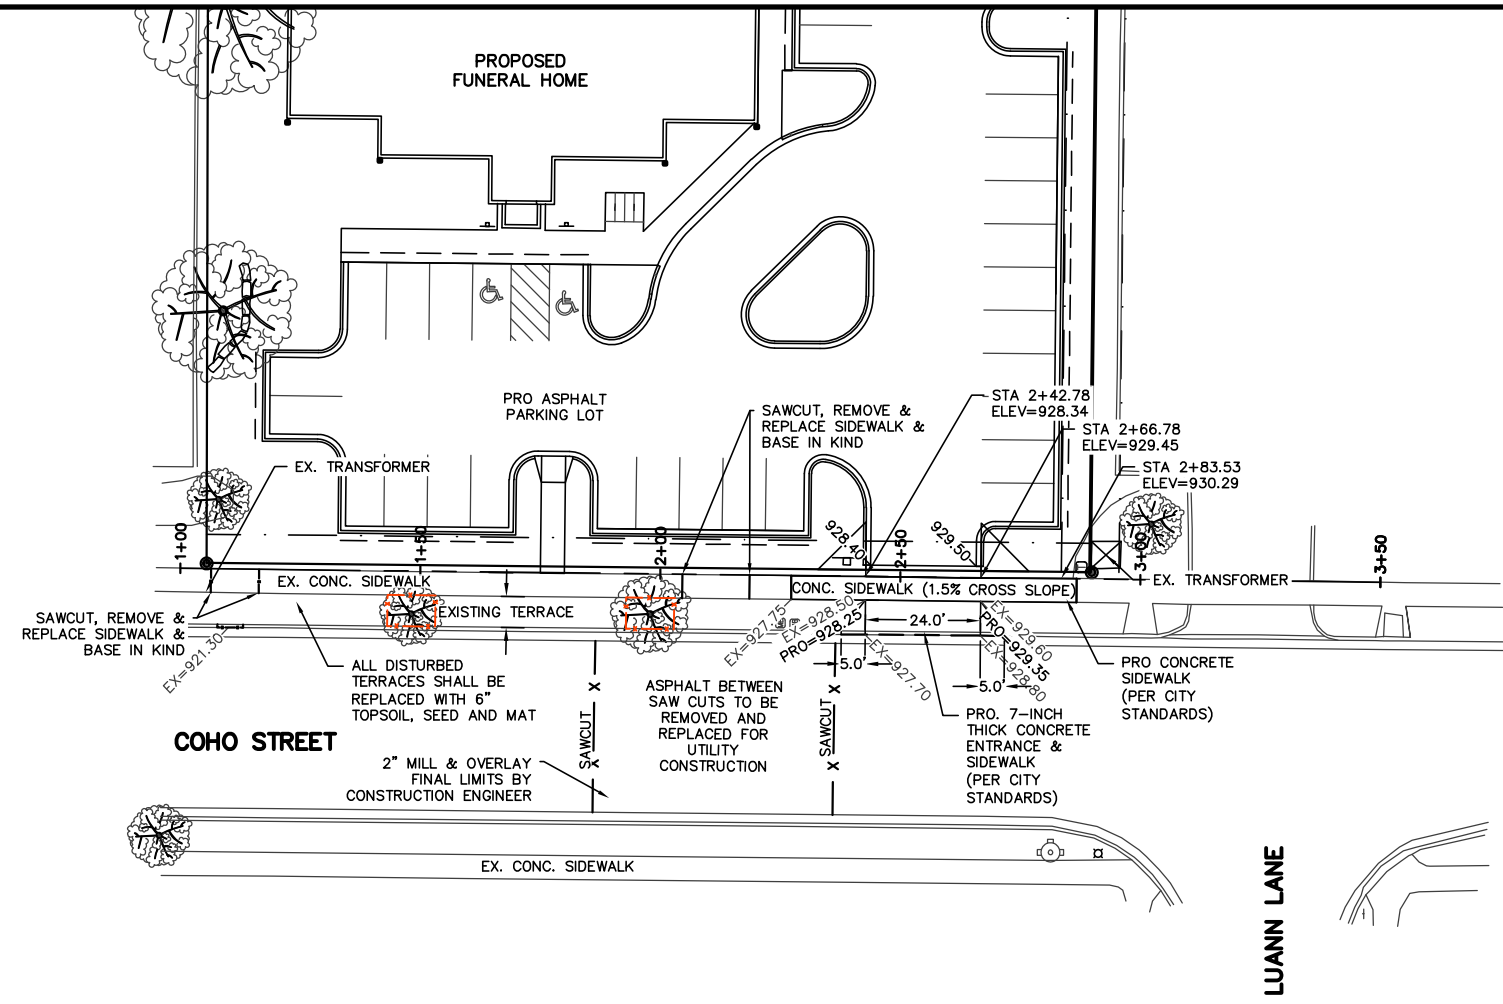 PROPOSED
FUNERAL HOME
PRO ASPHALT
PARKING LOT
SAWCUT, REMOVE &
REPLACE SIDEWALK &
BASE IN KIND
STA 2+42.78
ELEV=928.34
STA 2+66.78
ELEV=929.45
STA 2+83.53
ELEV=930.29
EX. TRANSFORMER
1+00
1+50
2+00
2+50
3+00
3+50
928.40
929.50
EX. CONC. SIDEWALK
CONC. SIDEWALK (1.5% CROSS SLOPE)
EX. TRANSFORMER
EXISTING TERRACE
SAWCUT, REMOVE &
REPLACE SIDEWALK &
BASE IN KIND
EX=921.30
EX=927.75
EX=928.50
PRO=928.25
24.0'
EX=929.60
PRO=929.35
EX=928.80
EX=927.70
5.0'
5.0'
ALL DISTURBED
TERRACES SHALL BE
REPLACED WITH 6"
TOPSOIL, SEED AND MAT
ASPHALT BETWEEN
SAW CUTS TO BE
REMOVED AND
REPLACED FOR
UTILITY
CONSTRUCTION
X SAWCUT X
X SAWCUT X
PRO. 7-INCH
THICK CONCRETE
ENTRANCE &
SIDEWALK
(PER CITY
STANDARDS)
PRO CONCRETE
SIDEWALK
(PER CITY
STANDARDS)
COHO STREET
2" MILL & OVERLAY
FINAL LIMITS BY
CONSTRUCTION ENGINEER
EX. CONC. SIDEWALK
LUANN LANE